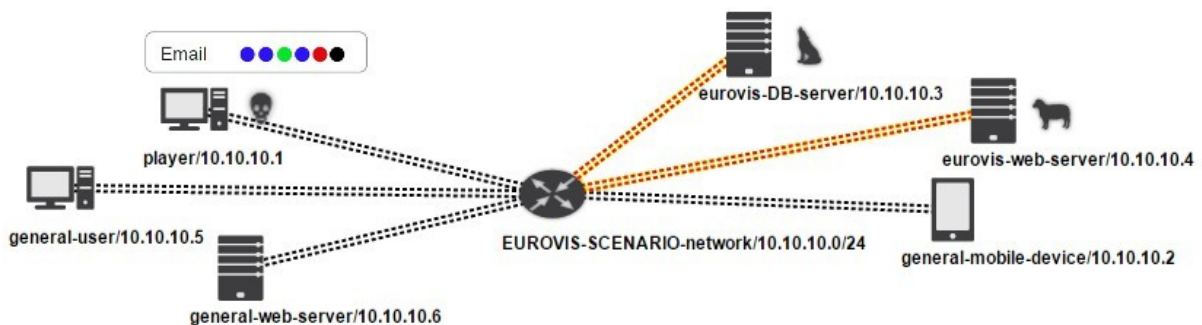 Email
eurovis-DB-server/10.10.10.3
player/10.10.10.1
eurovis-web-server/10.10.10.4
general-user/10.10.10.5
EUROVIS-SCENARIO-network/10.10.10.0/24
general-mobile-device/10.10.10.2
general-web-server/10.10.10.6